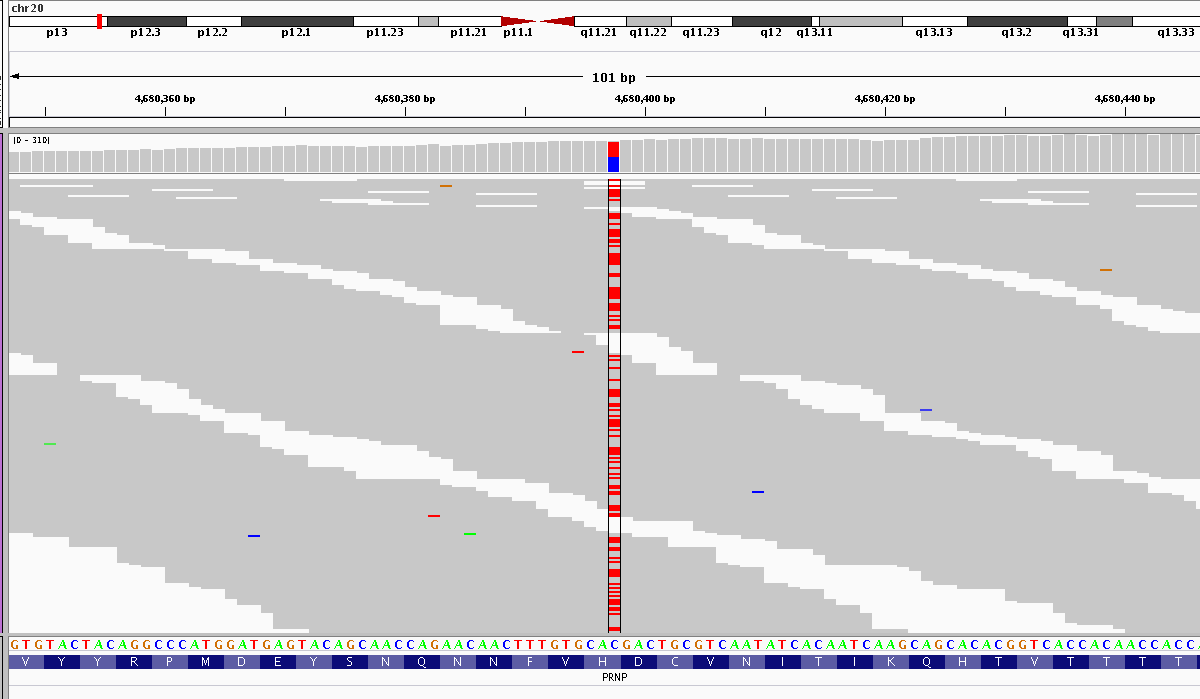 chr20
p13 p12.3 p12.2 p12.1 p11.23 p11.21 p11.1 q11.21 q11.22 q11.23 q12 q13.11 q13.13 q13.2 q13.31 q13.33
101 bp
4,680,360 bp 4,680,380 bp 4,680,400 bp 4,680,420 bp 4,680,440 bp
[0 - 310]
GTGTACTACAGGCCCATGGATGAGTACAGCAACCAGAACAACTTTGTGCACGACTGCGTCAATATCACAATCAAGCAGCACACGGTCACCACAACCACC
V Y Y R P M D E Y S N Q N N F V H D C V N I T I K Q H T V T T T T
PRNP